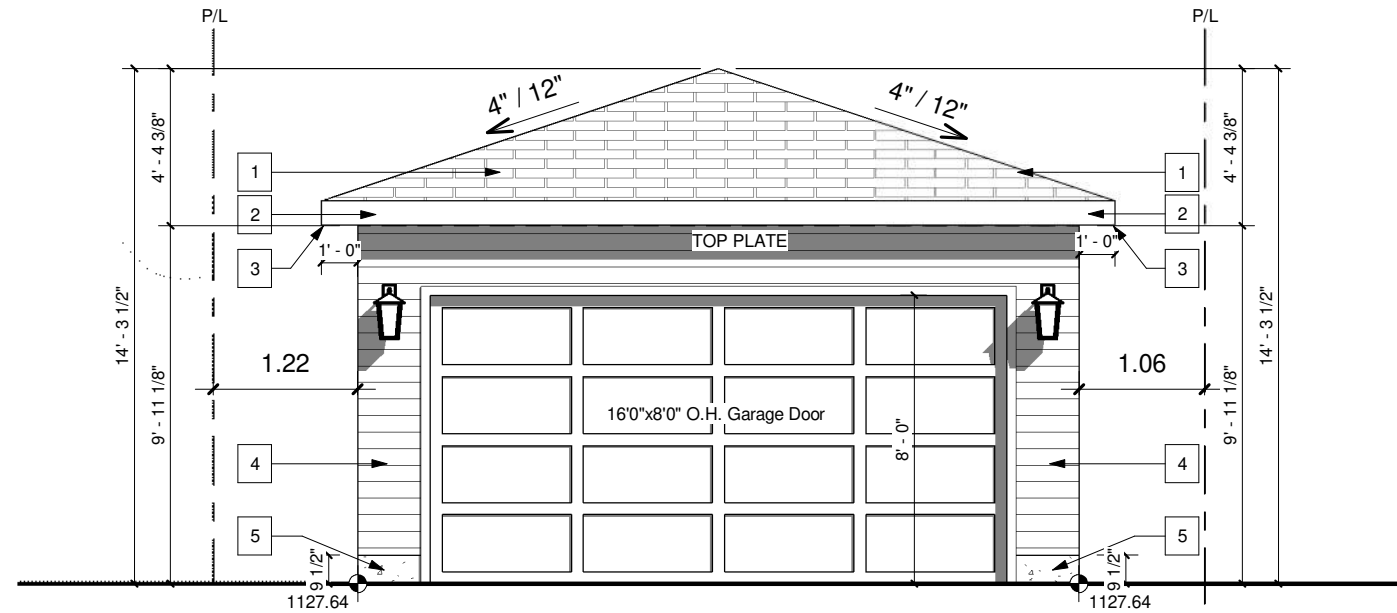 P/L
P/L
4" / 12"
4" / 12"
4' - 4 3/8"
4' - 4 3/8"
1
1
2
2
TOP PLATE
1' - 0"
1' - 0"
3
3
14' - 3 1/2"
14' - 3 1/2"
1.22
1.06
9' - 11 1/8"
9' - 11 1/8"
16'0"x8'0" O.H. Garage Door
8' - 0"
4
4
5
5
9 1/2"
9 1/2"
1127.64
1127.64